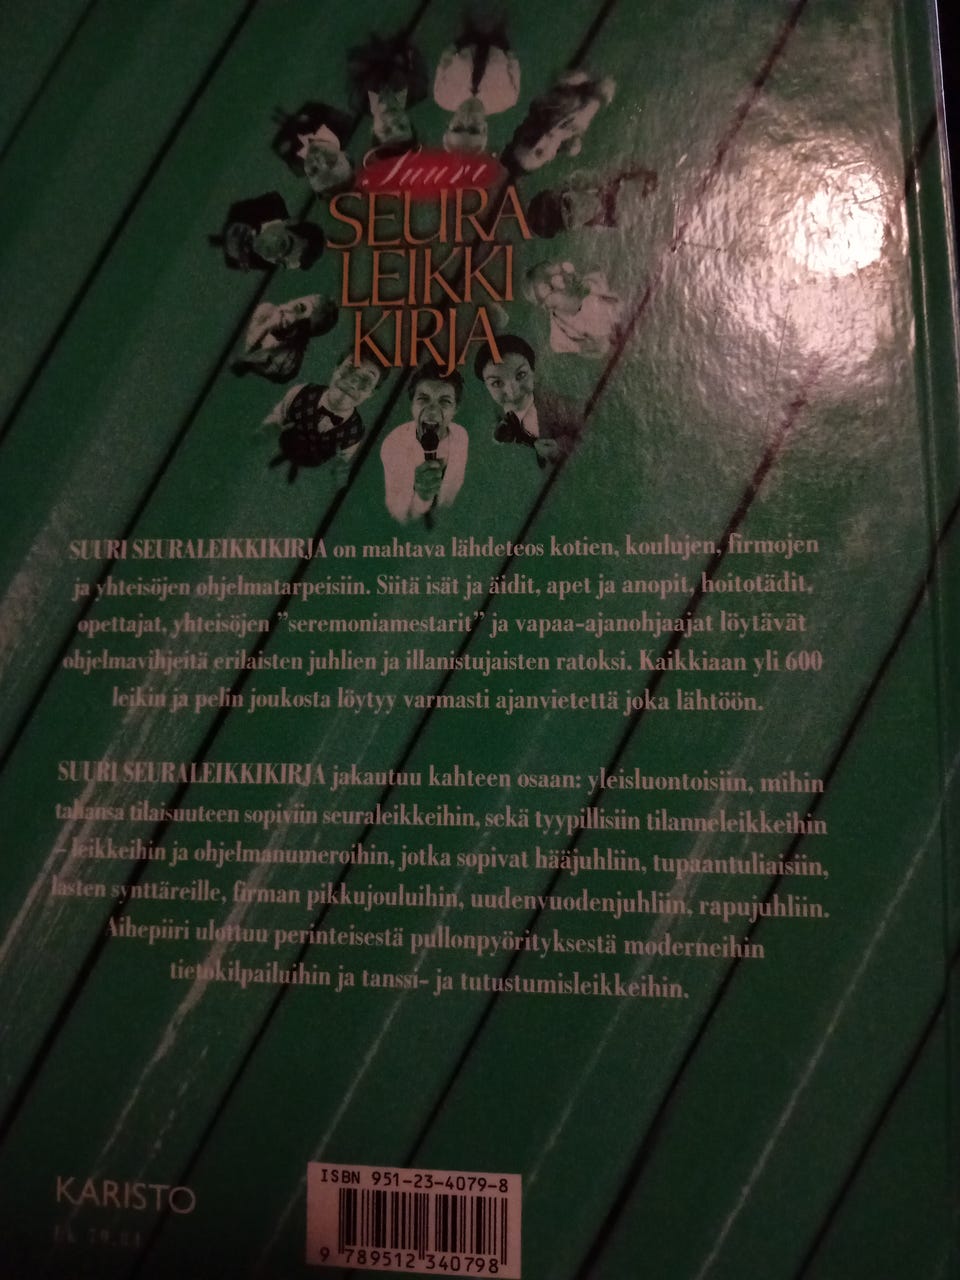 Suuri
SEURA
LEIKKI
KIRJA
SUURI SEURALEIKKIKIRJA on mahtava lähdeteos kotien, koulujen, firmojen
ja yhteisöjen ohjelmatarpeisiin. Siitä isät ja äidit, apet ja anopit, hoitotädit,
opettajat, yhteisöjen ”seremoniamestarit” ja vapaa-ajanohjaajat löytävät
ohjelmavihjeitä erilaisten juhlien ja illanistujaisten ratoksi. Kaikkiaan yli 600
leikin ja pelin joukosta löytyy varmasti ajanvietettä joka lähtöön.
SUURI SEURALEIKKIKIRJA jakautuu kahteen osaan: yleisluontoisiin, mihin
tahansa tilaisuuteen sopiviin seuraleikkeihin, sekä tyypillisiin tilanneleikkeihin
– leikkeihin ja ohjelmanumeroihin, jotka sopivat hääjuhliin, tupaantuliaisiin,
lasten synttäreille, firman pikkujouluihin, uudenvuodenjuhliin, rapujuhliin.
Aihepiiri ulottuu perinteisestä pullonpyörityksestä moderneihin
tietokilpailuihin ja tanssi- ja tutustumisleikkeihin.
KARISTO
ISBN 951-23-4079-8
9 789512 340798